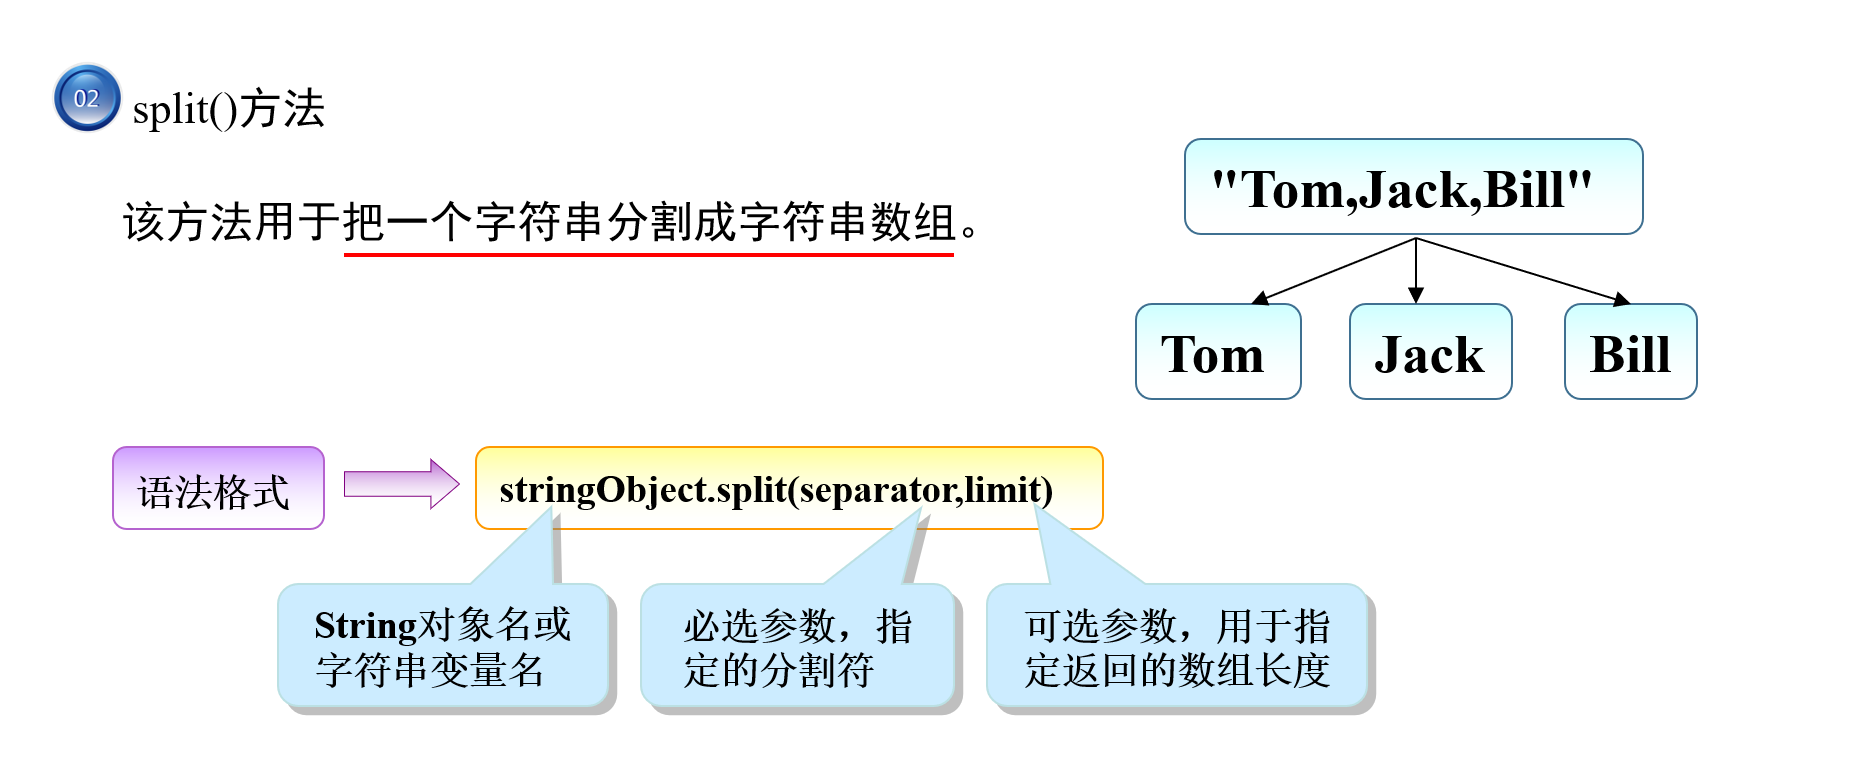 02
split()方法
该方法用于把一个字符串分割成字符串数组。
"Tom,Jack,Bill"
Tom
Jack
Bill
语法格式
stringObject.split(separator,limit)
String对象名或
字符串变量名
必选参数，指
定的分割符
可选参数，用于指
定返回的数组长度